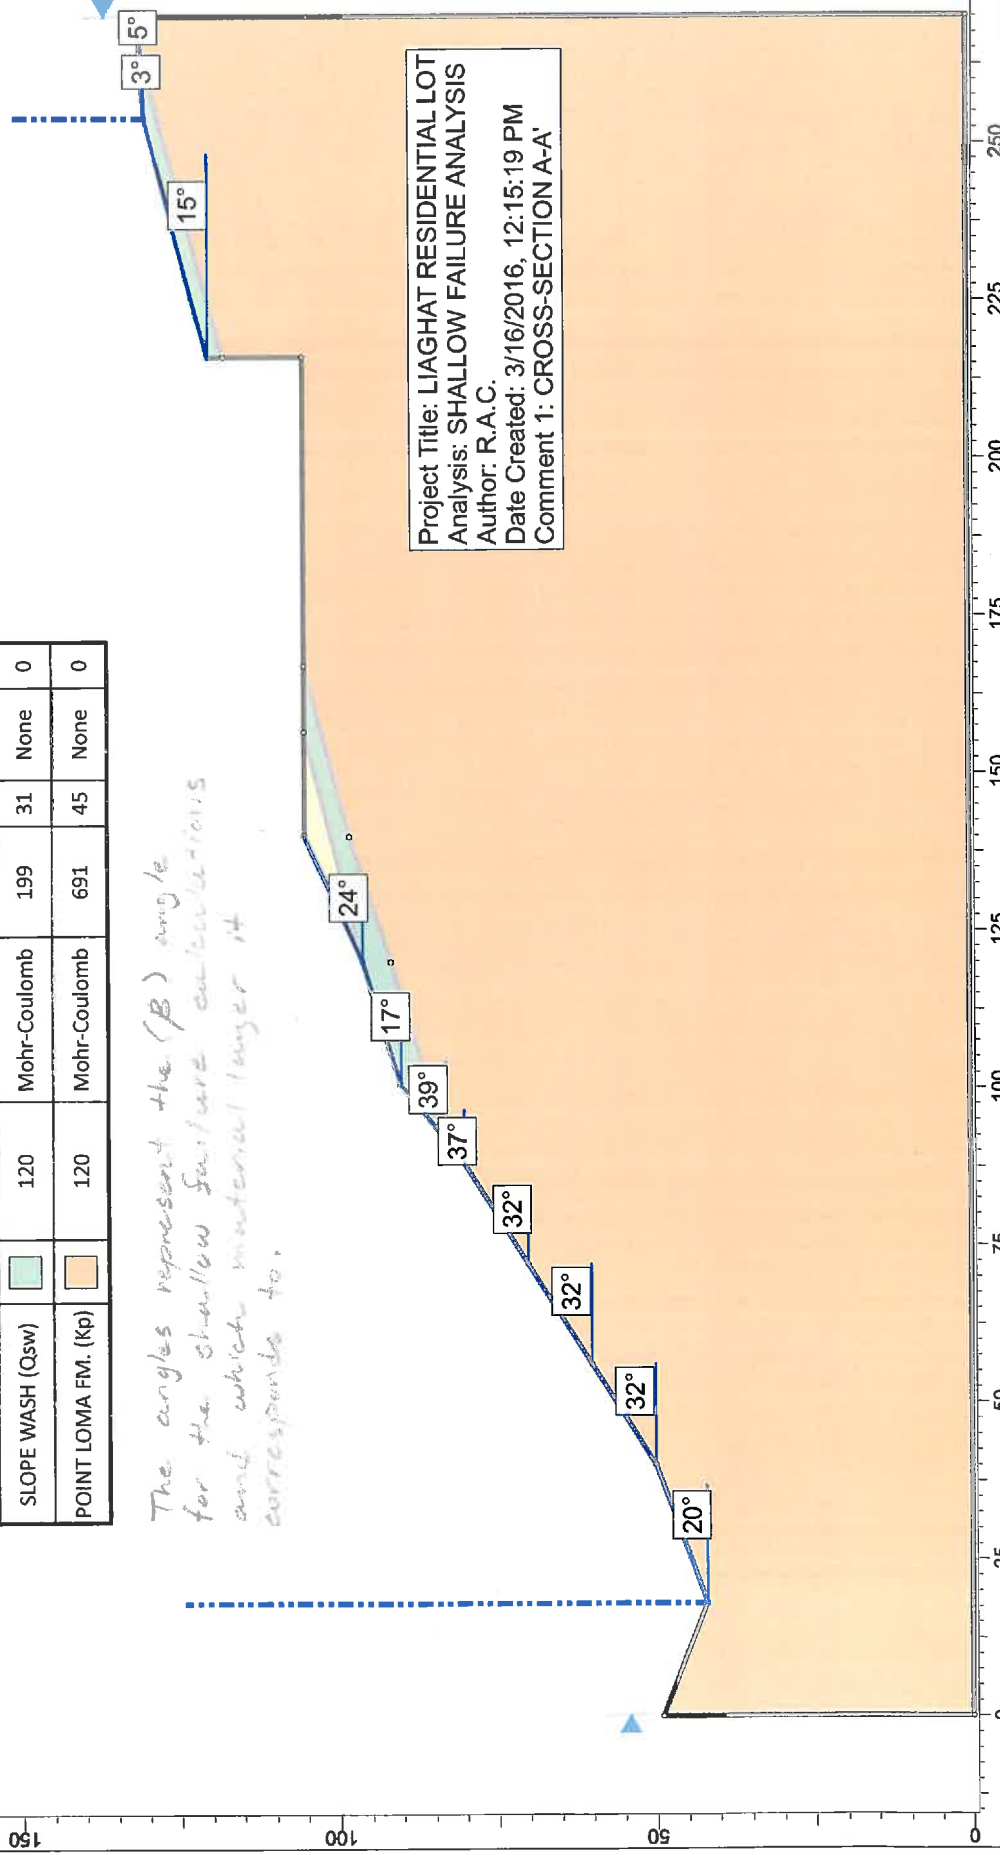 SLOPE WASH (Qsw) 120 Mohr-Coulomb 199 31 None 0
POINT LOMA FM. (Kp) 120 Mohr-Coulomb 691 45 None 0
The angles represent the (β) angle
for the shallow failure calculations
and which material layer it
corresponds to.
Project Title: LIAGHAT RESIDENTIAL LOT
Analysis: SHALLOW FAILURE ANALYSIS
Author: R.A.C.
Date Created: 3/16/2016, 12:15:19 PM
Comment 1: CROSS-SECTION A-A'
20°
32°
32°
32°
37°
39°
17°
24°
15°
3°
5°
150
100
50
0
0
25
50
75
100
125
150
175
200
225
250